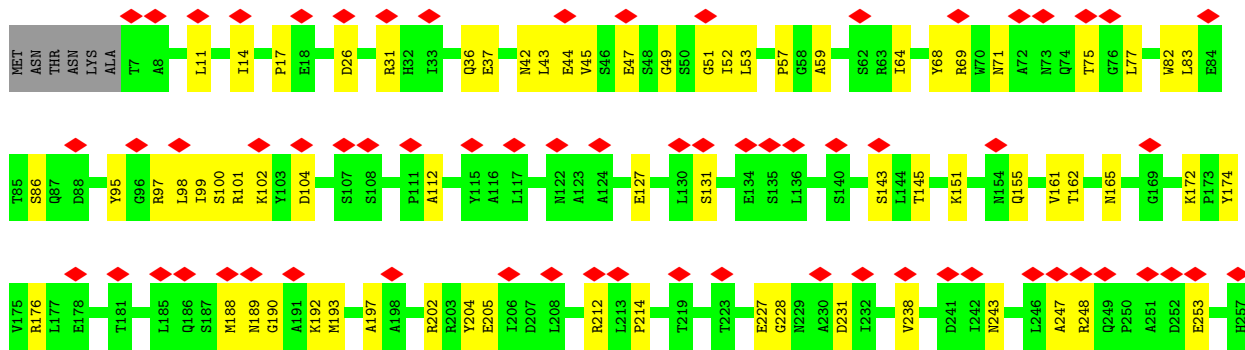 MET ASN THR ASN LYS ALA T7 A8 L11 I14 P17 E18 D26 R31 H32 I33 Q36 E37 N42 L43 E44 V45 S46 E47 S48 G49 S50 G51 I52 L53 P57 G58 A59 S62 R63 I64 Y68 R69 W70 N71 A72 N73 Q74 T75 G76 L77 W82 L83 E84
T85 S86 Q87 D88 Y95 G96 R97 L98 I99 S100 R101 K102 Y103 D104 S107 S108 P111 A112 Y115 A116 L117 N122 A123 A124 E127 L130 S131 E134 S135 L136 S140 S143 L144 T145 K151 N154 Q155 V161 T162 N165 G169 K172 P173 Y174
V175 R176 L177 E178 T181 L185 Q186 S187 M188 N189 G190 A191 K192 M193 A197 A198 R202 R203 Y204 E205 I206 D207 L208 R212 L213 P214 T219 T223 E227 G228 N229 A230 D231 I232 V238 D241 I242 N243 L246 A247 R248 Q249 P250 A251 D252 E253 H257